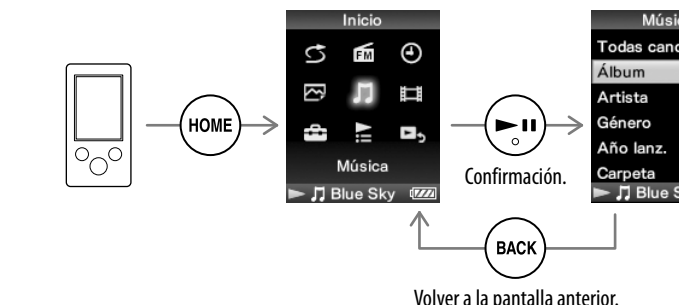 HOME
Inicio
FM
Música
Blue Sky
Confirmación.
Todas
Álbum
Artista
Género
Año lanz.
Carpeta
Blue
BACK
Volver a la pantalla anterior.